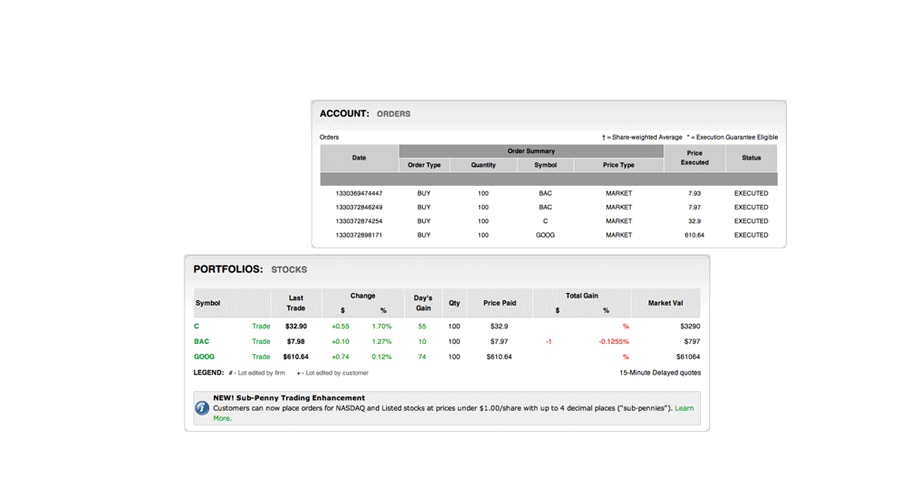 ACCOUNT: ORDERS
Orders † = Share-weighted Average * = Execution Guarantee Eligible
Date Order Summary Price Executed Status
Order Type Quantity Symbol Price Type
1330369474447 BUY 100 BAC MARKET 7.93 EXECUTED
1330372846249 BUY 100 BAC MARKET 7.97 EXECUTED
1330372874254 BUY 100 C MARKET 32.9 EXECUTED
1330372898171 BUY 100 GOOG MARKET 610.64 EXECUTED
PORTFOLIOS: STOCKS
Symbol Last Trade Change Day's Gain Qty Price Paid Total Gain Market Val
$ % $ %
C Trade $32.90 +0.55 1.70% 55 100 $32.9 % $3290
BAC Trade $7.98 +0.10 1.27% 10 100 $7.97 -1 -0.1255% $797
GOOG Trade $610.64 +0.74 0.12% 74 100 $610.64 % $61064
LEGEND: # - Lot edited by firm + - Lot edited by customer 15-Minute Delayed quotes
NEW! Sub-Penny Trading Enhancement
Customers can now place orders for NASDAQ and Listed stocks at prices under $1.00/share with up to 4 decimal places ("sub-pennies"). Learn
More.